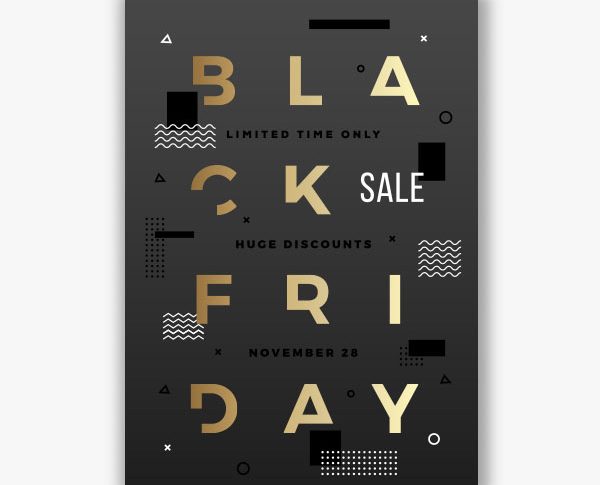 BLA
LIMITED TIME ONLY
CK SALE
HUGE DISCOUNTS
FRI
NOVEMBER 28
DAY